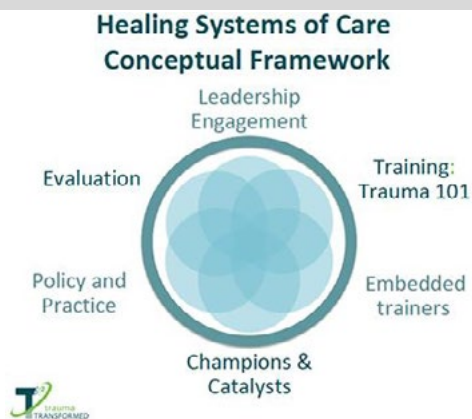 Healing Systems of Care
Conceptual Framework
Leadership
Engagement
Training:
Trauma 101
Evaluation
Policy and
Practice
Embedded
trainers
Champions &
Catalysts
trauma
TRANSFORMED